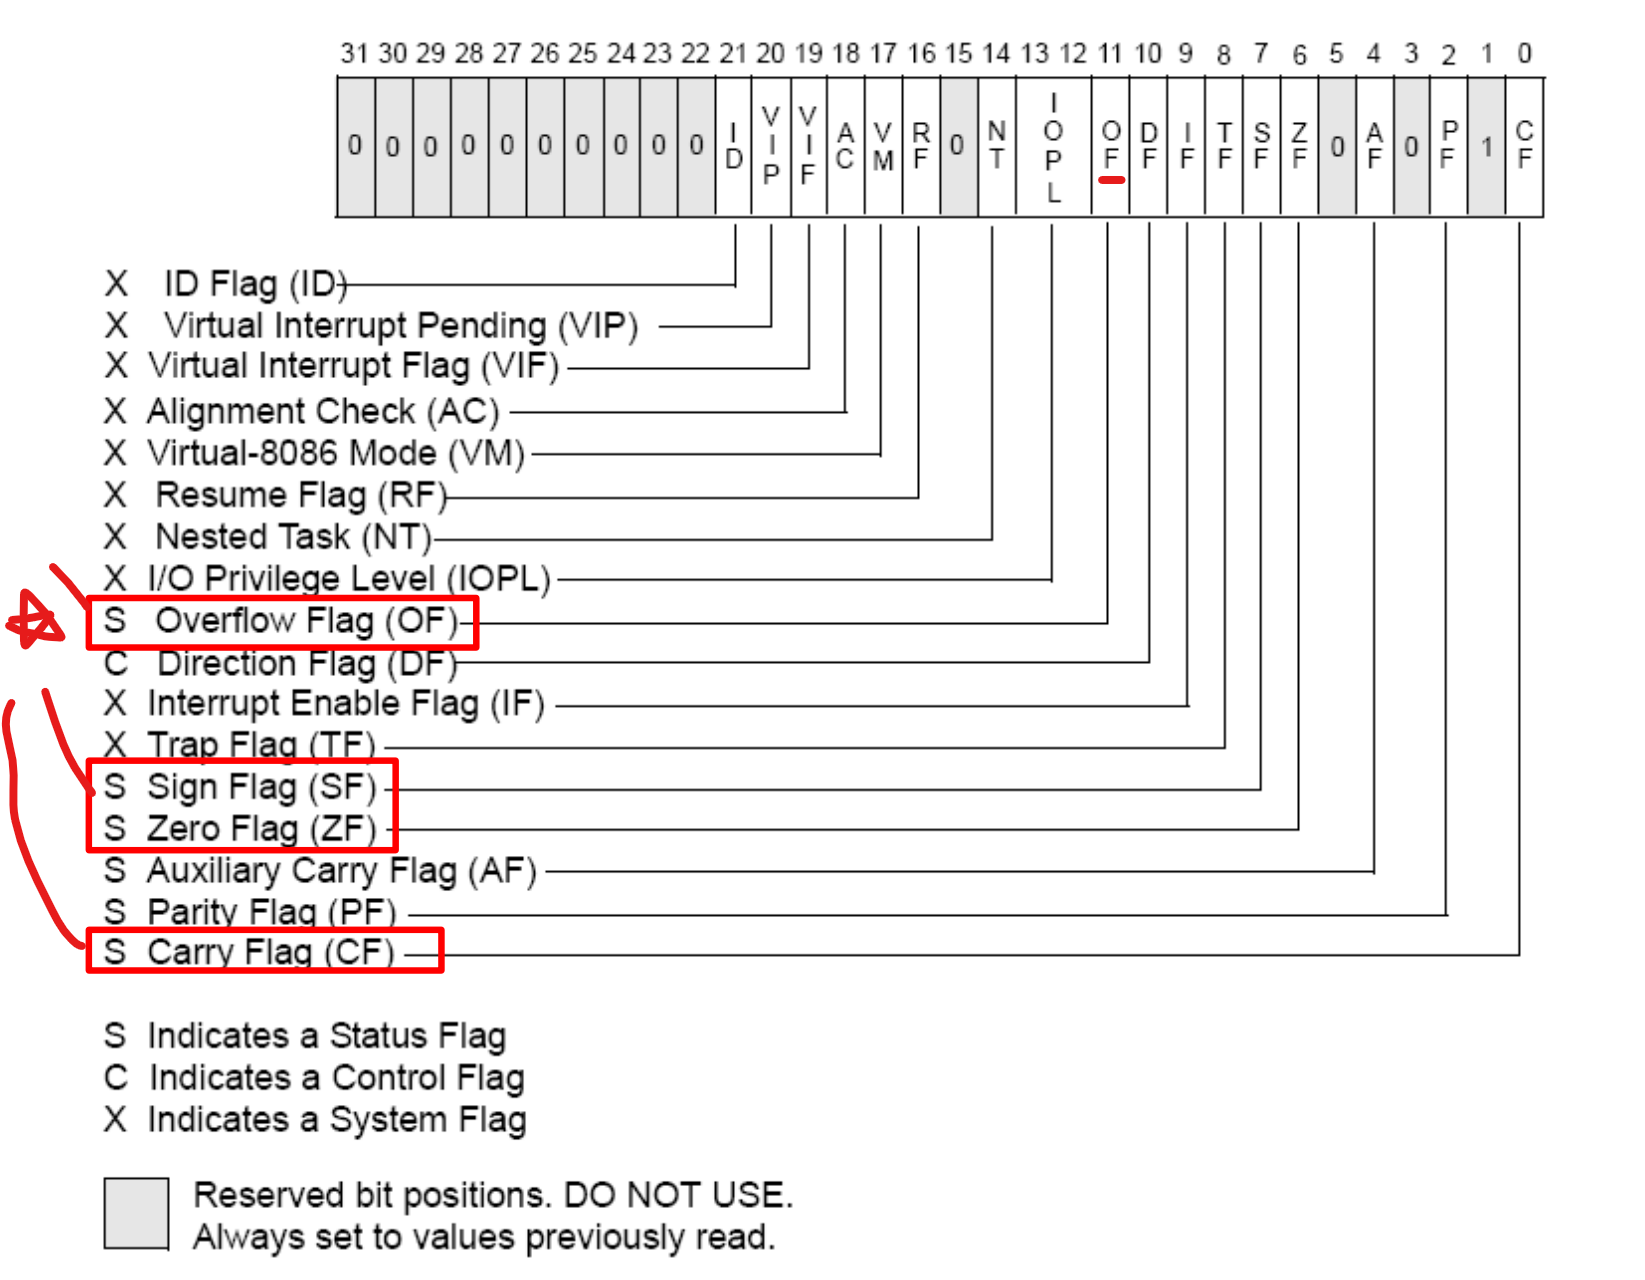 31 30 29 28 27 26 25 24 23 22 21 20 19 18 17 16 15 14 13 12 11 10 9 8 7 6 5 4 3 2 1 0
0 0 0 0 0 0 0 0 0 0 ID VIP VIF AC VM RF 0 NT IOPL OF DF IF TF SF ZF 0 AF 0 PF 1 CF
X ID Flag (ID)
X Virtual Interrupt Pending (VIP)
X Virtual Interrupt Flag (VIF)
X Alignment Check (AC)
X Virtual-8086 Mode (VM)
X Resume Flag (RF)
X Nested Task (NT)
X I/O Privilege Level (IOPL)
S Overflow Flag (OF)
C Direction Flag (DF)
X Interrupt Enable Flag (IF)
X Trap Flag (TF)
S Sign Flag (SF)
S Zero Flag (ZF)
S Auxiliary Carry Flag (AF)
S Parity Flag (PF)
S Carry Flag (CF)
S Indicates a Status Flag
C Indicates a Control Flag
X Indicates a System Flag
Reserved bit positions. DO NOT USE.
Always set to values previously read.